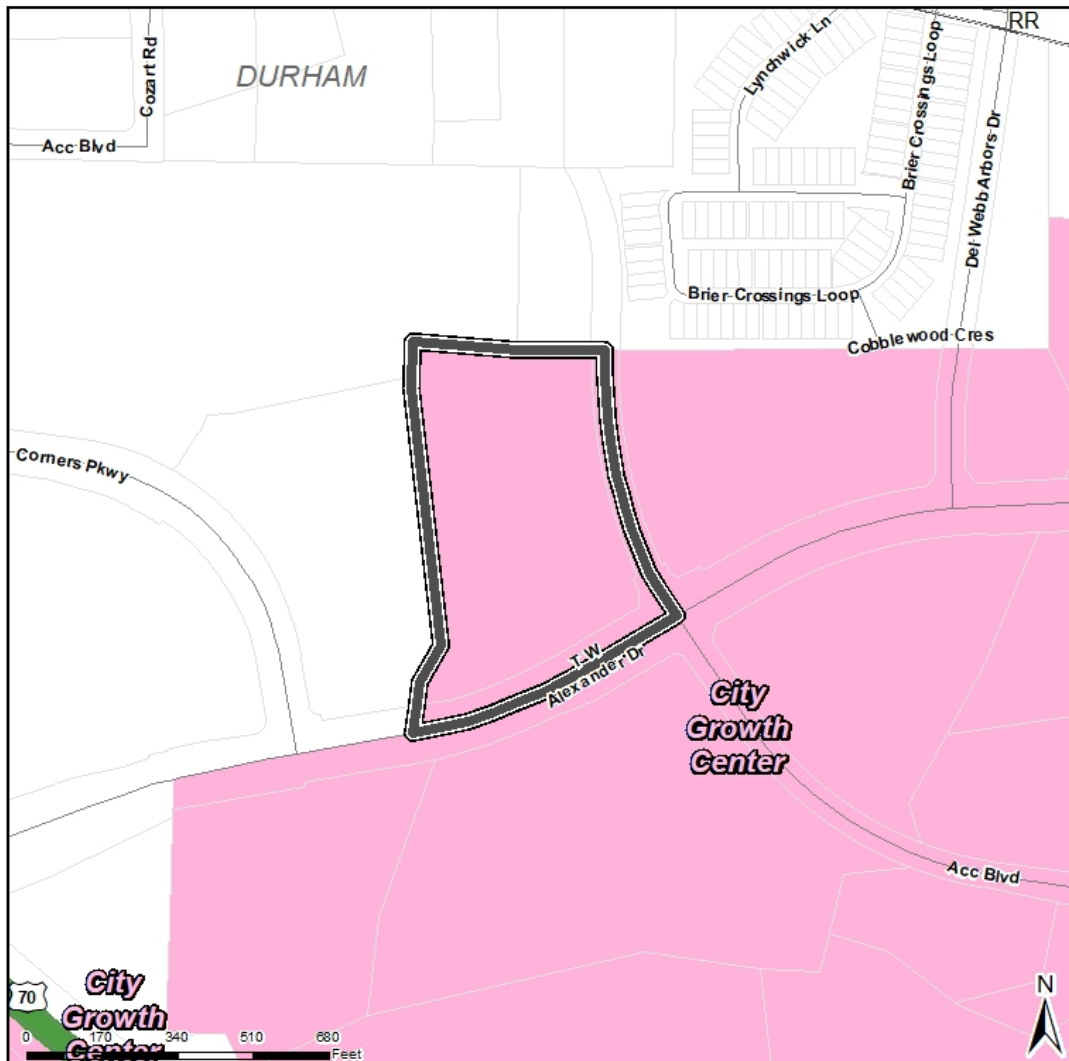 RR
Lynchwick Ln
Cozart Rd
DURHAM
Brier Crossings Loop
Acc Blvd
Del Webb Arbors Dr
Brier Crossings Loop
Cobblewood Cres
Corners Pkwy
T W
Alexander Dr
City
Growth
Center
Acc Blvd
City
Growth
Center
70
N
0 170 340 510 680
Feet